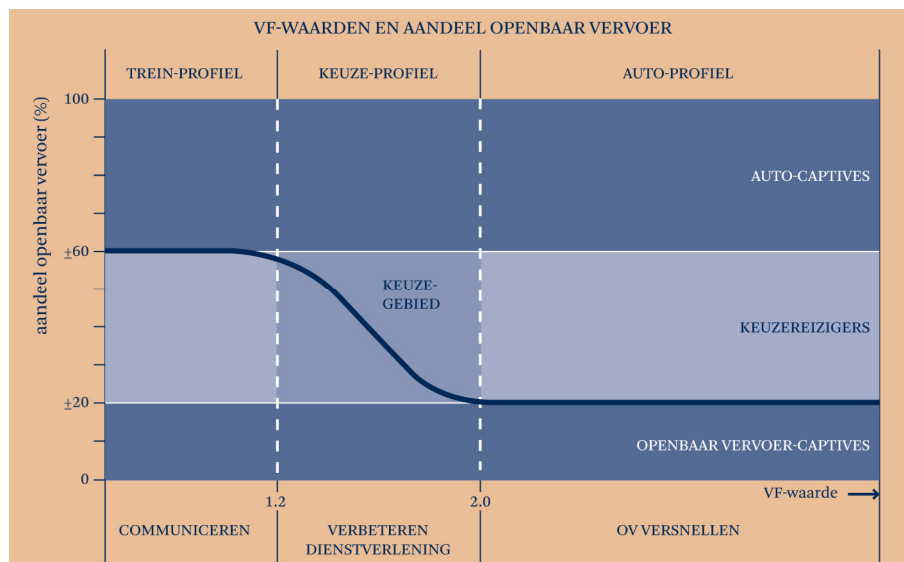 VF-WAARDEN EN AANDEEL OPENBAAR VERVOER
TREIN-PROFIEL
KEUZE-PROFIEL
AUTO-PROFIEL
aandeel openbaar vervoer (%)
100
±60
±20
0
AUTO-CAPTIVES
KEUZE-
GEBIED
KEUZEREIZIGERS
OPENBAAR VERVOER-CAPTIVES
1.2
2.0
VF-waarde
COMMUNICEREN
VERBETEREN
DIENSTVERLENING
OV VERSNELLEN